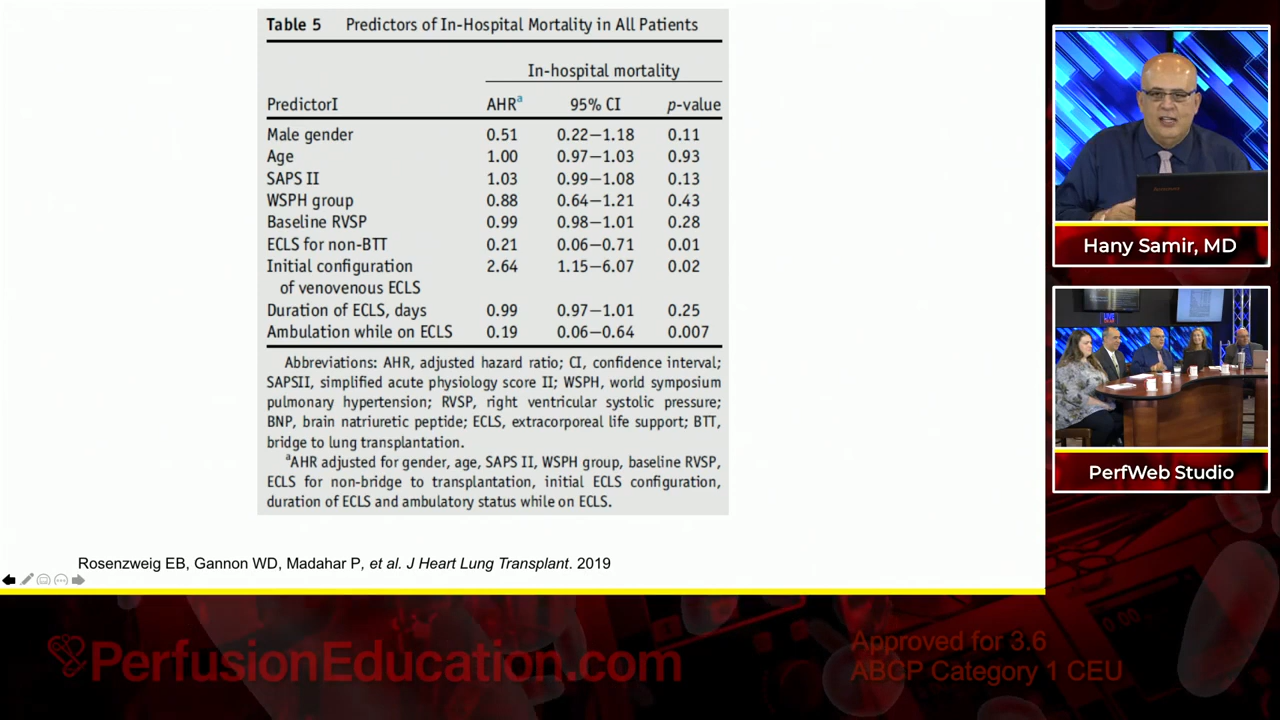 Table 5 Predictors of In-Hospital Mortality in All Patients
In-hospital mortality
PredictorI AHRa 95% CI p-value
Male gender 0.51 0.22–1.18 0.11
Age 1.00 0.97–1.03 0.93
SAPS II 1.03 0.99–1.08 0.13
WSPH group 0.88 0.64–1.21 0.43
Baseline RVSP 0.99 0.98–1.01 0.28
ECLS for non-BTT 0.21 0.06–0.71 0.01
Initial configuration 2.64 1.15–6.07 0.02
of venovenous ECLS
Duration of ECLS, days 0.99 0.97–1.01 0.25
Ambulation while on ECLS 0.19 0.06–0.64 0.007
Abbreviations: AHR, adjusted hazard ratio; CI, confidence interval;
SAPSII, simplified acute physiology score II; WSPH, world symposium
pulmonary hypertension; RVSP, right ventricular systolic pressure;
BNP, brain natriuretic peptide; ECLS, extracorporeal life support; BTT,
bridge to lung transplantation.
aAHR adjusted for gender, age, SAPS II, WSPH group, baseline RVSP,
ECLS for non-bridge to transplantation, initial ECLS configuration,
duration of ECLS and ambulatory status while on ECLS.
Rosenzweig EB, Gannon WD, Madahar P, et al. J Heart Lung Transplant. 2019
Hany Samir, MD
PerfWeb Studio
PerfusionEducation.com
Approved for 3.6
ABCP Category 1 CEU